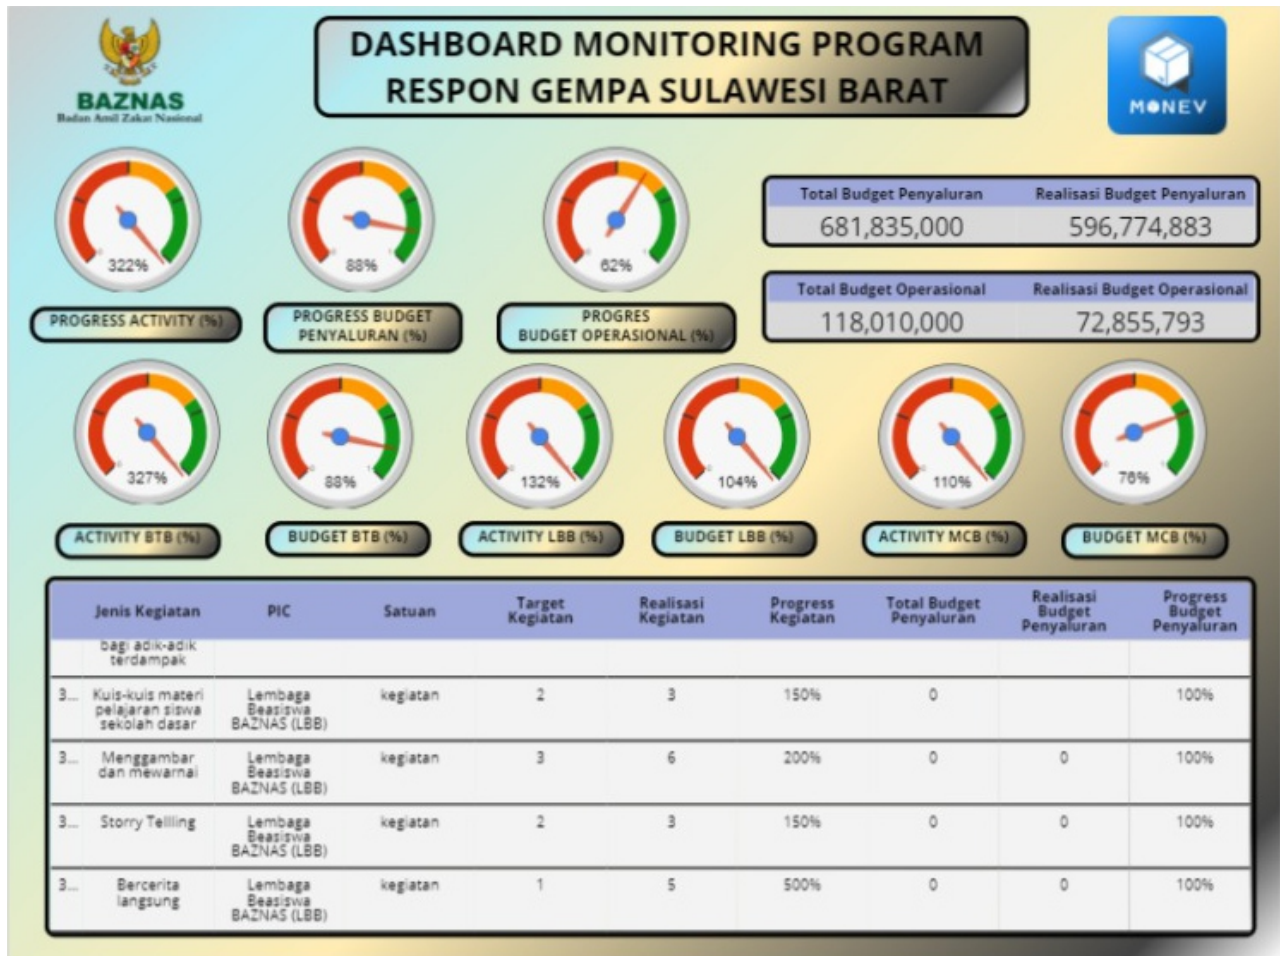 BAZNAS
Badan Amil Zakat Nasional
DASHBOARD MONITORING PROGRAM
RESPON GEMPA SULAWESI BARAT
MONEV
322%
88%
62%
PROGRESS ACTIVITY (%)
PROGRESS BUDGET
PENYALURAN (%)
PROGRES
BUDGET OPERASIONAL (%)
Total Budget Penyaluran Realisasi Budget Penyaluran
681,835,000 596,774,883
Total Budget Operasional Realisasi Budget Operasional
118,010,000 72,855,793
327%
88%
132%
104%
110%
76%
ACTIVITY BTB (%)
BUDGET BTB (%)
ACTIVITY LBB (%)
BUDGET LBB (%)
ACTIVITY MCB (%)
BUDGET MCB (%)
Jenis Kegiatan PIC Satuan Target Kegiatan Realisasi Kegiatan Progress Kegiatan Total Budget Penyaluran Realisasi Budget Penyaluran Progress Budget Penyaluran
bagi adik-adik
terdampak
3... Kuis-kuis materi Lembaga kegiatan 2 3 150% 0 100%
pelajaran siswa Beasiswa
sekolah dasar BAZNAS (LBB)
3... Menggambar Lembaga kegiatan 3 6 200% 0 0 100%
dan mewarnai Beasiswa
BAZNAS (LBB)
3... Storry Tellling Lembaga kegiatan 2 3 150% 0 0 100%
Beasiswa
BAZNAS (LBB)
3... Bercerita Lembaga kegiatan 1 5 500% 0 0 100%
langsung Beasiswa
BAZNAS (LBB)